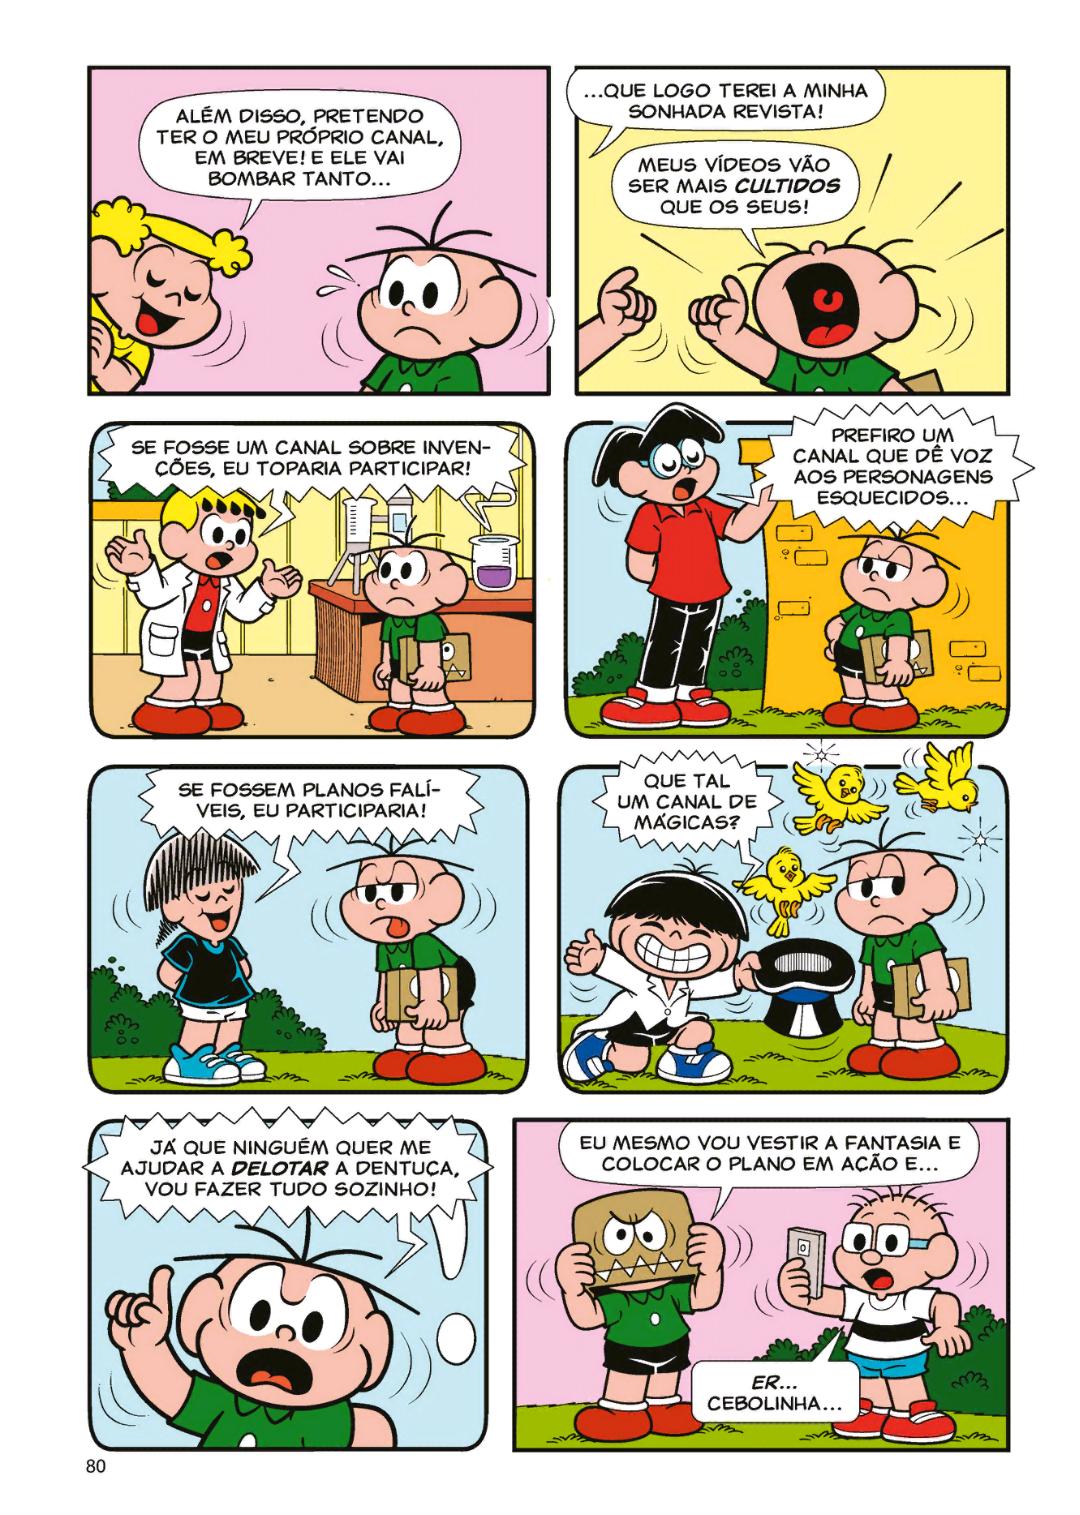 ALÉM DISSO, PRETENDO
TER O MEU PRÓPRIO CANAL,
EM BREVE! E ELE VAI
BOMBAR TANTO...
...QUE LOGO TEREI A MINHA
SONHADA REVISTA!
MEUS VÍDEOS VÃO
SER MAIS CULTIDOS
QUE OS SEUS!
SE FOSSE UM CANAL SOBRE INVEN-
ÇÕES, EU TOPARIA PARTICIPAR!
PREFIRO UM
CANAL QUE DÊ VOZ
AOS PERSONAGENS
ESQUECIDOS...
SE FOSSEM PLANOS FALÍ-
VEIS, EU PARTICIPARIA!
QUE TAL
UM CANAL DE
MÁGICAS?
JÁ QUE NINGUÉM QUER ME
AJUDAR A DELOTAR A DENTUÇA,
VOU FAZER TUDO SOZINHO!
EU MESMO VOU VESTIR A FANTASIA E
COLOCAR O PLANO EM AÇÃO E...
ER...
CEBOLINHA...
80